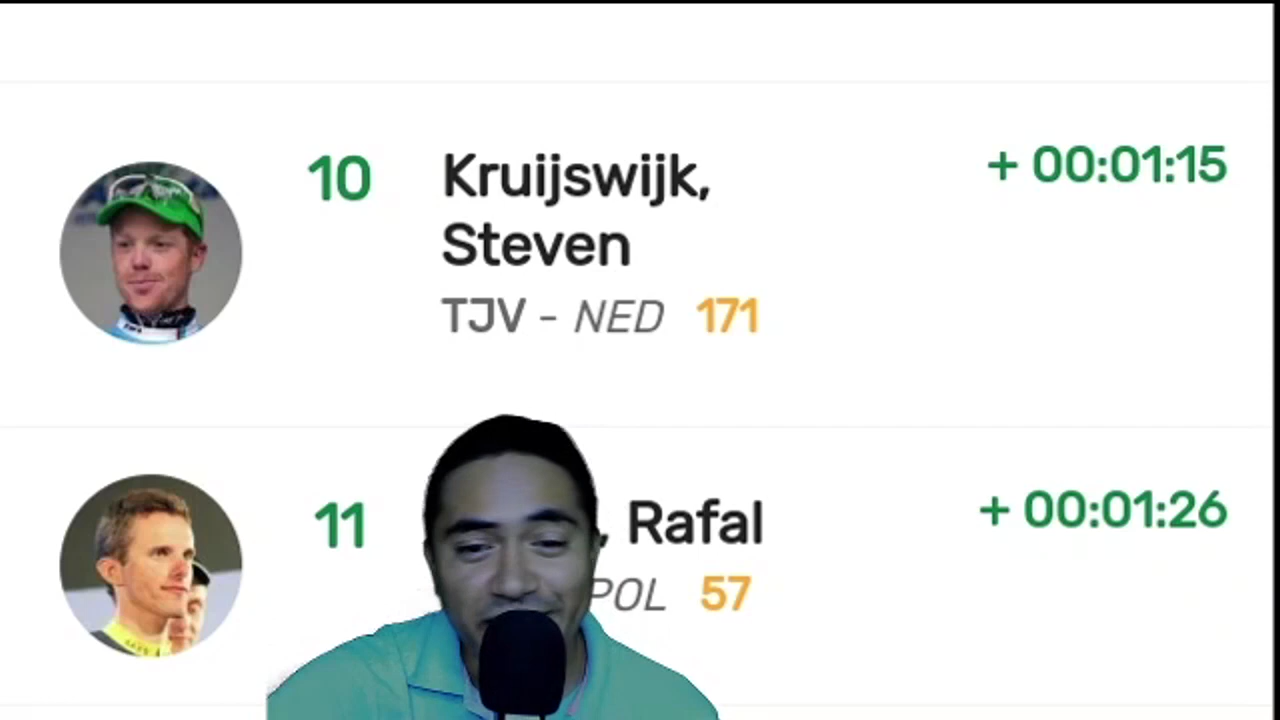 10 Kruijswijk, + 00:01:15
Steven
TJV - NED 171
11 , Rafal + 00:01:26
POL 57